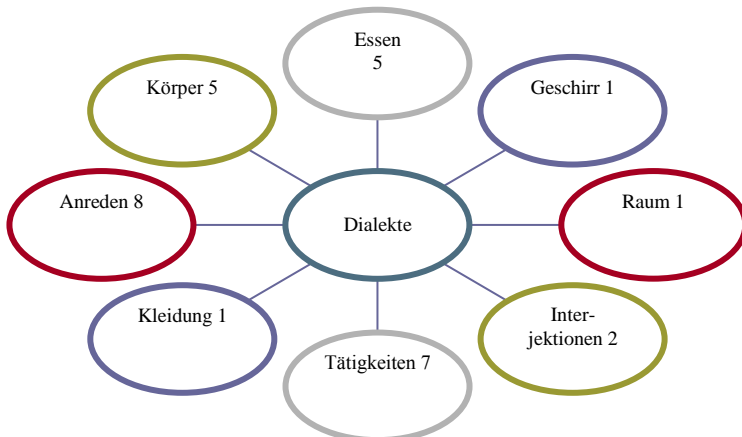 Essen
5
Körper 5
Geschirr 1
Anreden 8
Dialekte
Raum 1
Kleidung 1
Inter-
jektionen 2
Tätigkeiten 7